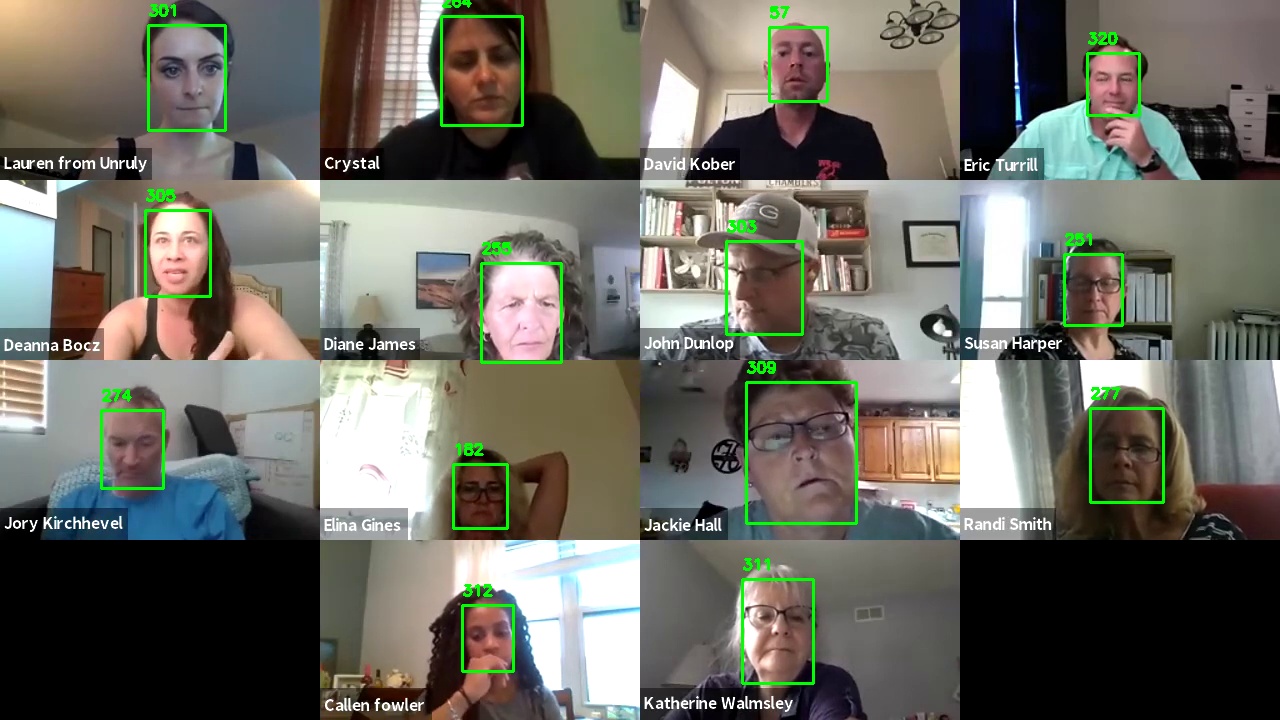 301
264
57
320
Lauren from Unruly
Crystal
David Kober
Eric Turrill
305
255
303
251
CHAMBERS
Deanna Bocz
Diane James
John Dunlop
Susan Harper
274
182
309
277
Jory Kirchhevel
Elina Gines
Jackie Hall
Randi Smith
312
311
Callen fowler
Katherine Walmsley